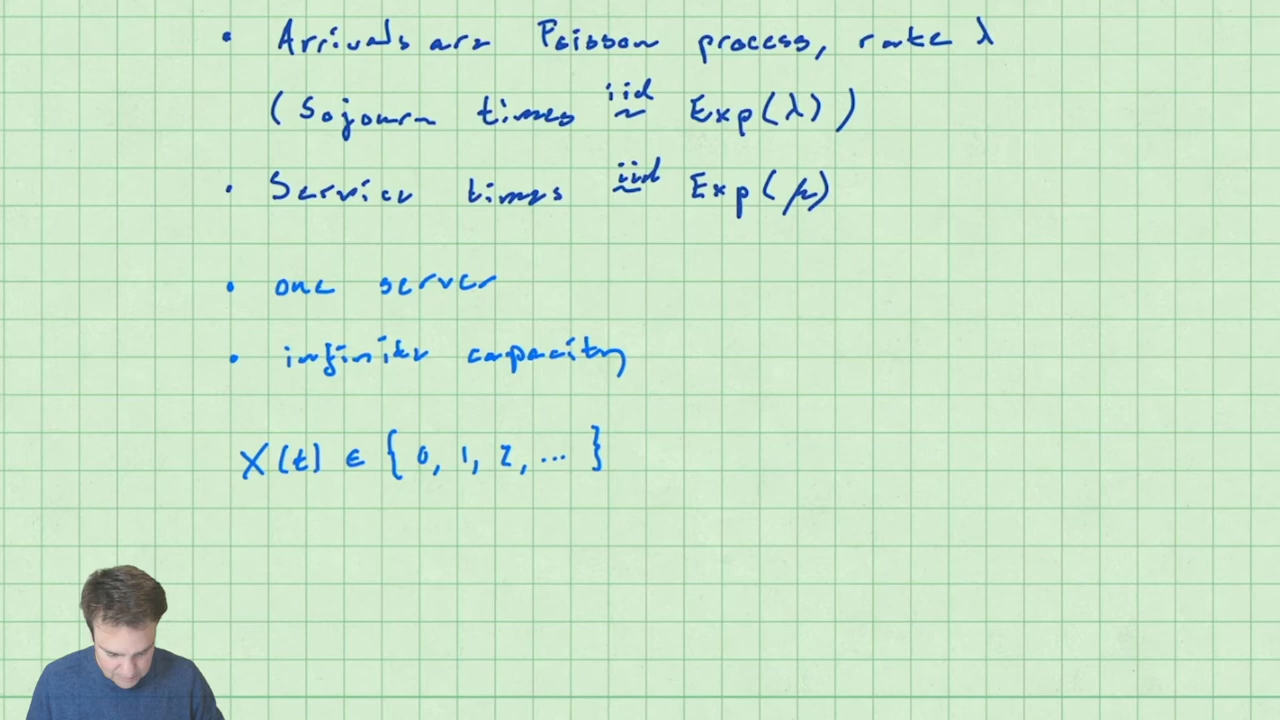 • Arrivals are Poisson process, rate λ
(Sojourn times iid ~ Exp(λ))
• Service times iid ~ Exp(μ)
• one server
• infinite capacity
X(t) ∈ { 0, 1, 2, ... }